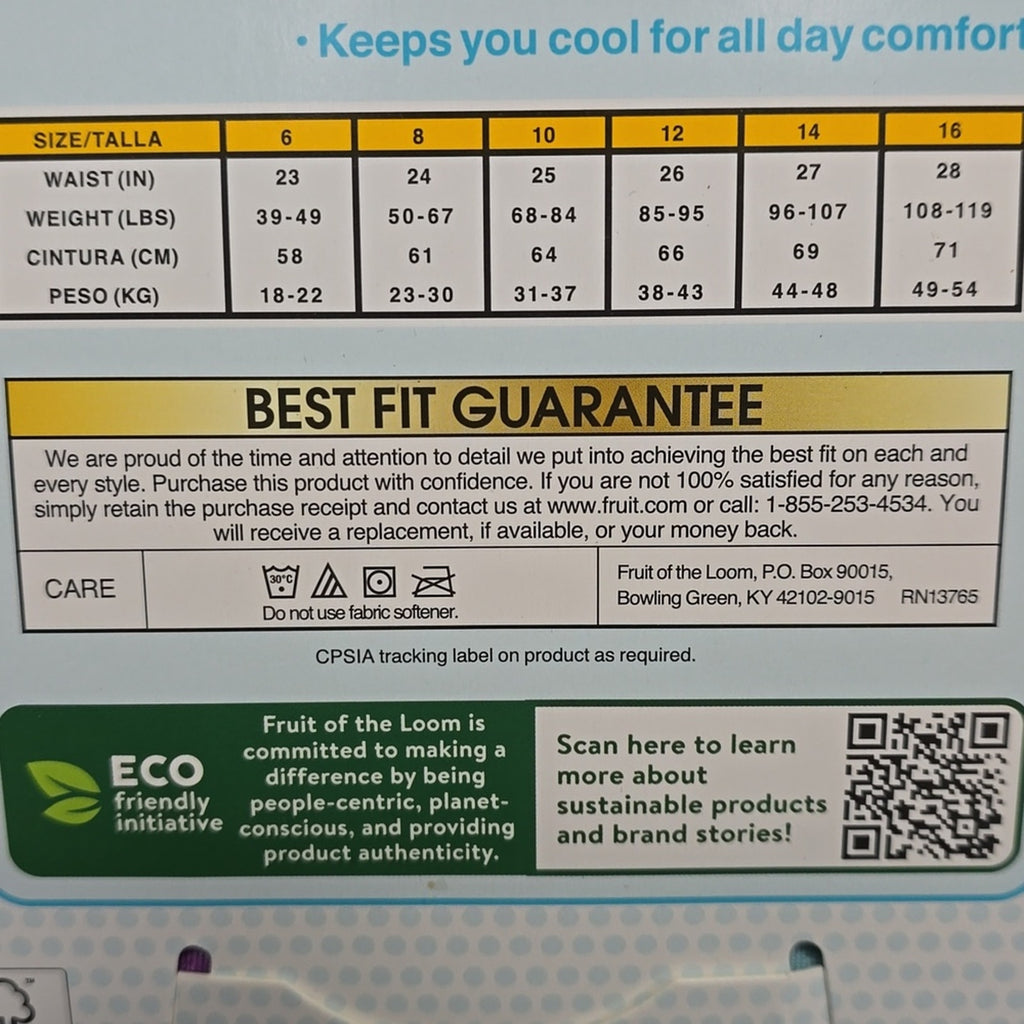 • Keeps you cool for all day comfort
SIZE/TALLA 6 8 10 12 14 16
WAIST (IN) 23 24 25 26 27 28
WEIGHT (LBS) 39-49 50-67 68-84 85-95 96-107 108-119
CINTURA (CM) 58 61 64 66 69 71
PESO (KG) 18-22 23-30 31-37 38-43 44-48 49-54
BEST FIT GUARANTEE
We are proud of the time and attention to detail we put into achieving the best fit on each and
every style. Purchase this product with confidence. If you are not 100% satisfied for any reason,
simply retain the purchase receipt and contact us at www.fruit.com or call: 1-855-253-4534. You
will receive a replacement, if available, or your money back.
CARE
30°C
Do not use fabric softener.
Fruit of the Loom, P.O. Box 90015,
Bowling Green, KY 42102-9015 RN13765
CPSIA tracking label on product as required.
ECO
friendly
initiative
Fruit of the Loom is
committed to making a
difference by being
people-centric, planet-
conscious, and providing
product authenticity.
Scan here to learn
more about
sustainable products
and brand stories!
TM